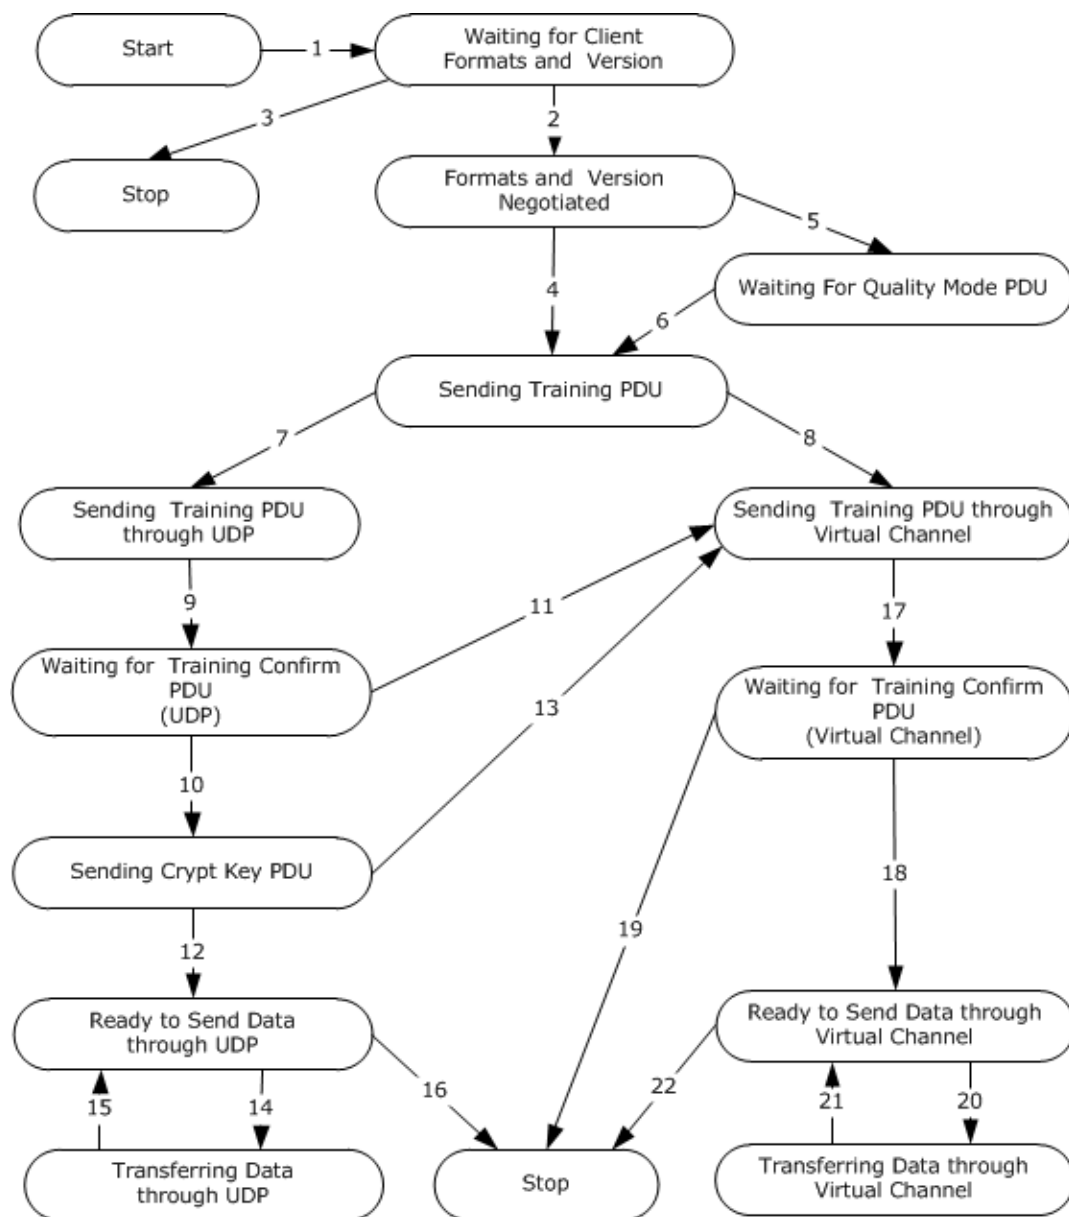 Start
1
Waiting for Client
Formats and Version
3
2
Stop
Formats and Version
Negotiated
5
4
Waiting For Quality Mode PDU
6
Sending Training PDU
7
8
Sending Training PDU
through UDP
Sending Training PDU through
Virtual Channel
9
11
17
Waiting for Training Confirm
PDU
(UDP)
13
Waiting for Training Confirm
PDU
(Virtual Channel)
10
Sending Crypt Key PDU
18
12
19
Ready to Send Data
through UDP
Ready to Send Data through
Virtual Channel
15
14
16
22
21
20
Transferring Data
through UDP
Stop
Transferring Data through
Virtual Channel